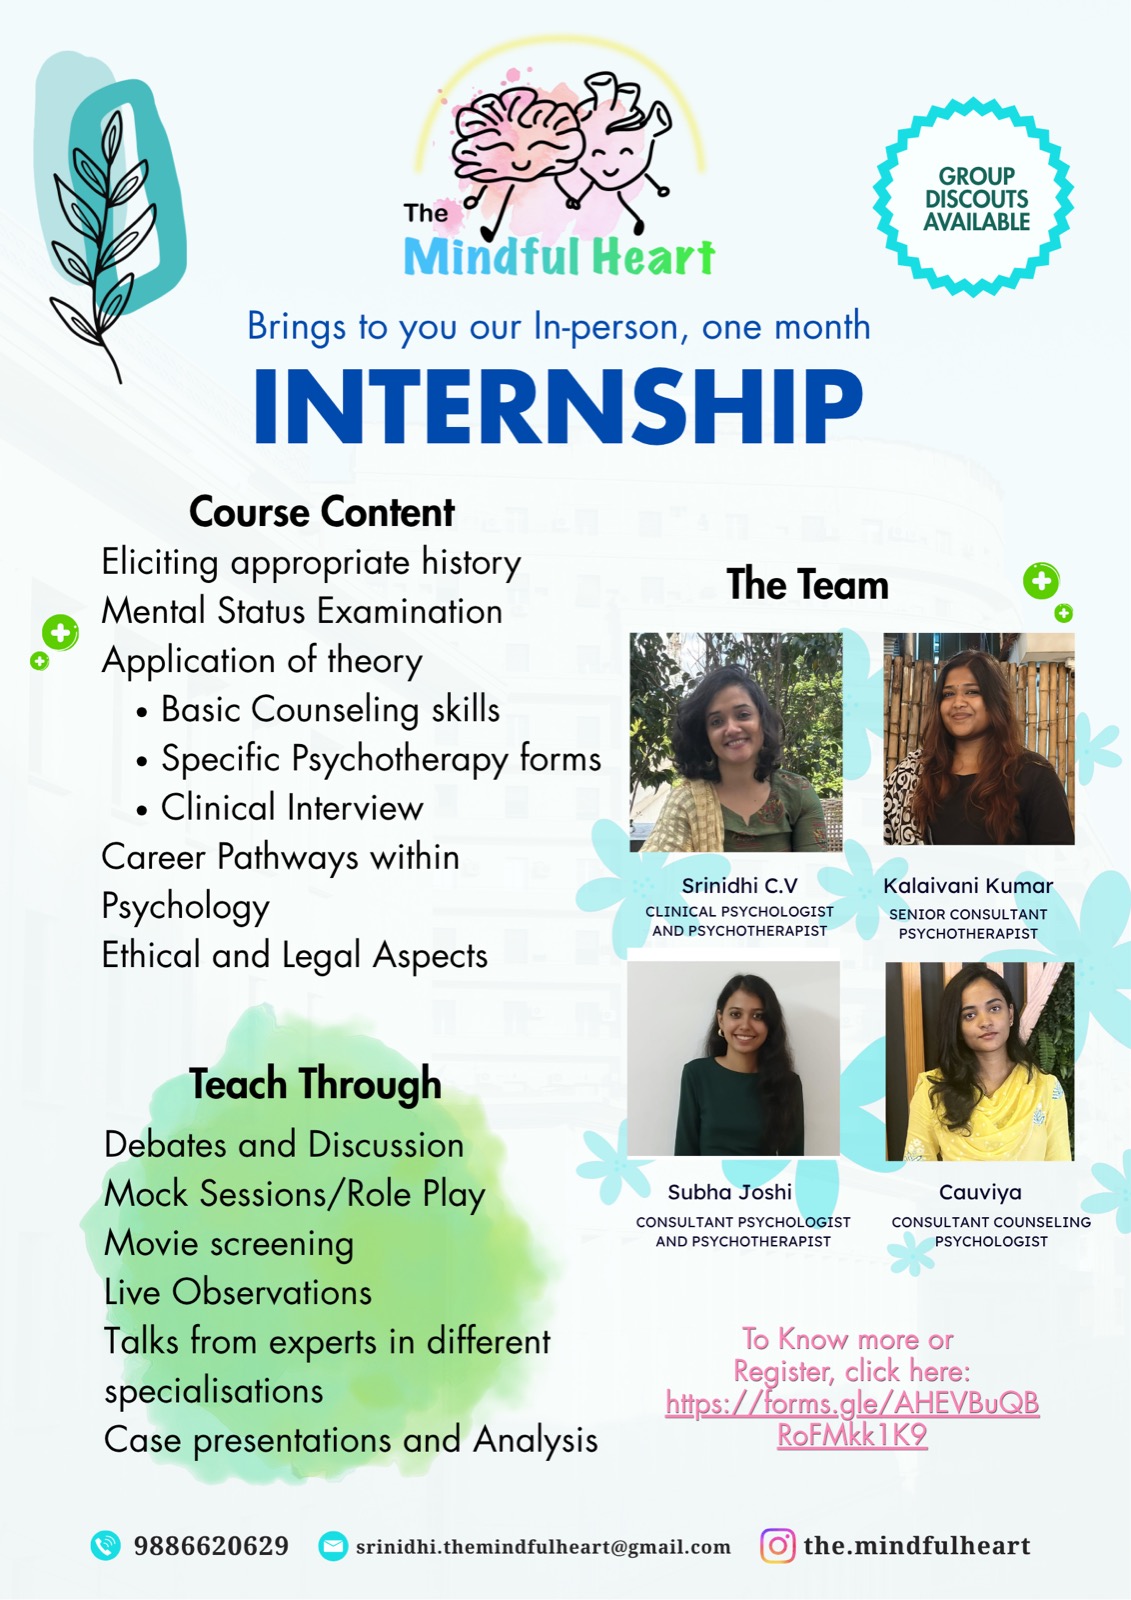 The
Mindful Heart
GROUP
DISCOUTS
AVAILABLE
Brings to you our In-person, one month
INTERNSHIP
Course Content
Eliciting appropriate history
Mental Status Examination
Application of theory
• Basic Counseling skills
• Specific Psychotherapy forms
• Clinical Interview
Career Pathways within
Psychology
Ethical and Legal Aspects
Teach Through
Debates and Discussion
Mock Sessions/Role Play
Movie screening
Live Observations
Talks from experts in different
specialisations
Case presentations and Analysis
The Team
Srinidhi C.V
CLINICAL PSYCHOLOGIST
AND PSYCHOTHERAPIST
Kalaivani Kumar
SENIOR CONSULTANT
PSYCHOTHERAPIST
Subha Joshi
CONSULTANT PSYCHOLOGIST
AND PSYCHOTHERAPIST
Cauviya
CONSULTANT COUNSELING
PSYCHOLOGIST
To Know more or
Register, click here:
https://forms.gle/AHEVBuQB
RoFMkk1K9
9886620629
srinidhi.themindfulheart@gmail.com
the.mindfulheart